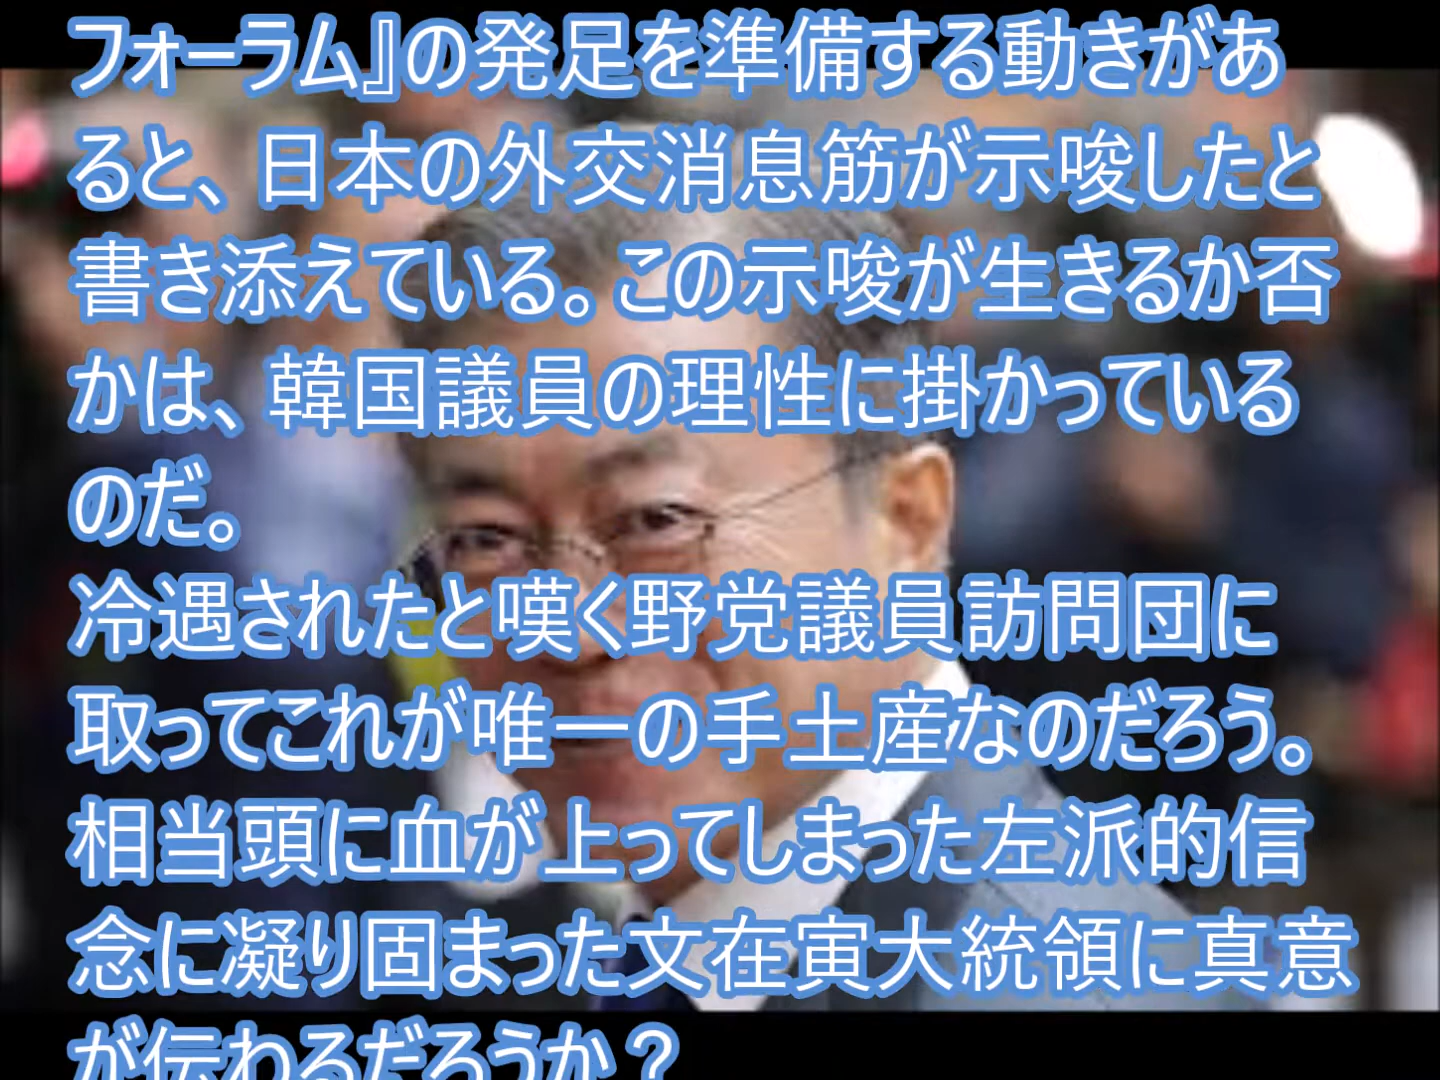 フォーラム』の発足を準備する動きがあ
ると、日本の外交消息筋が示唆したと
書き添えている。この示唆が生きるか否
かは、韓国議員の理性に掛かっている
のだ。
冷遇されたと嘆く野党議員訪問団に
取ってこれが唯一の手土産なのだろう。
相当頭に血が上ってしまった左派的信
念に凝り固まった文在寅大統領に真意
が伝わるだろうか？